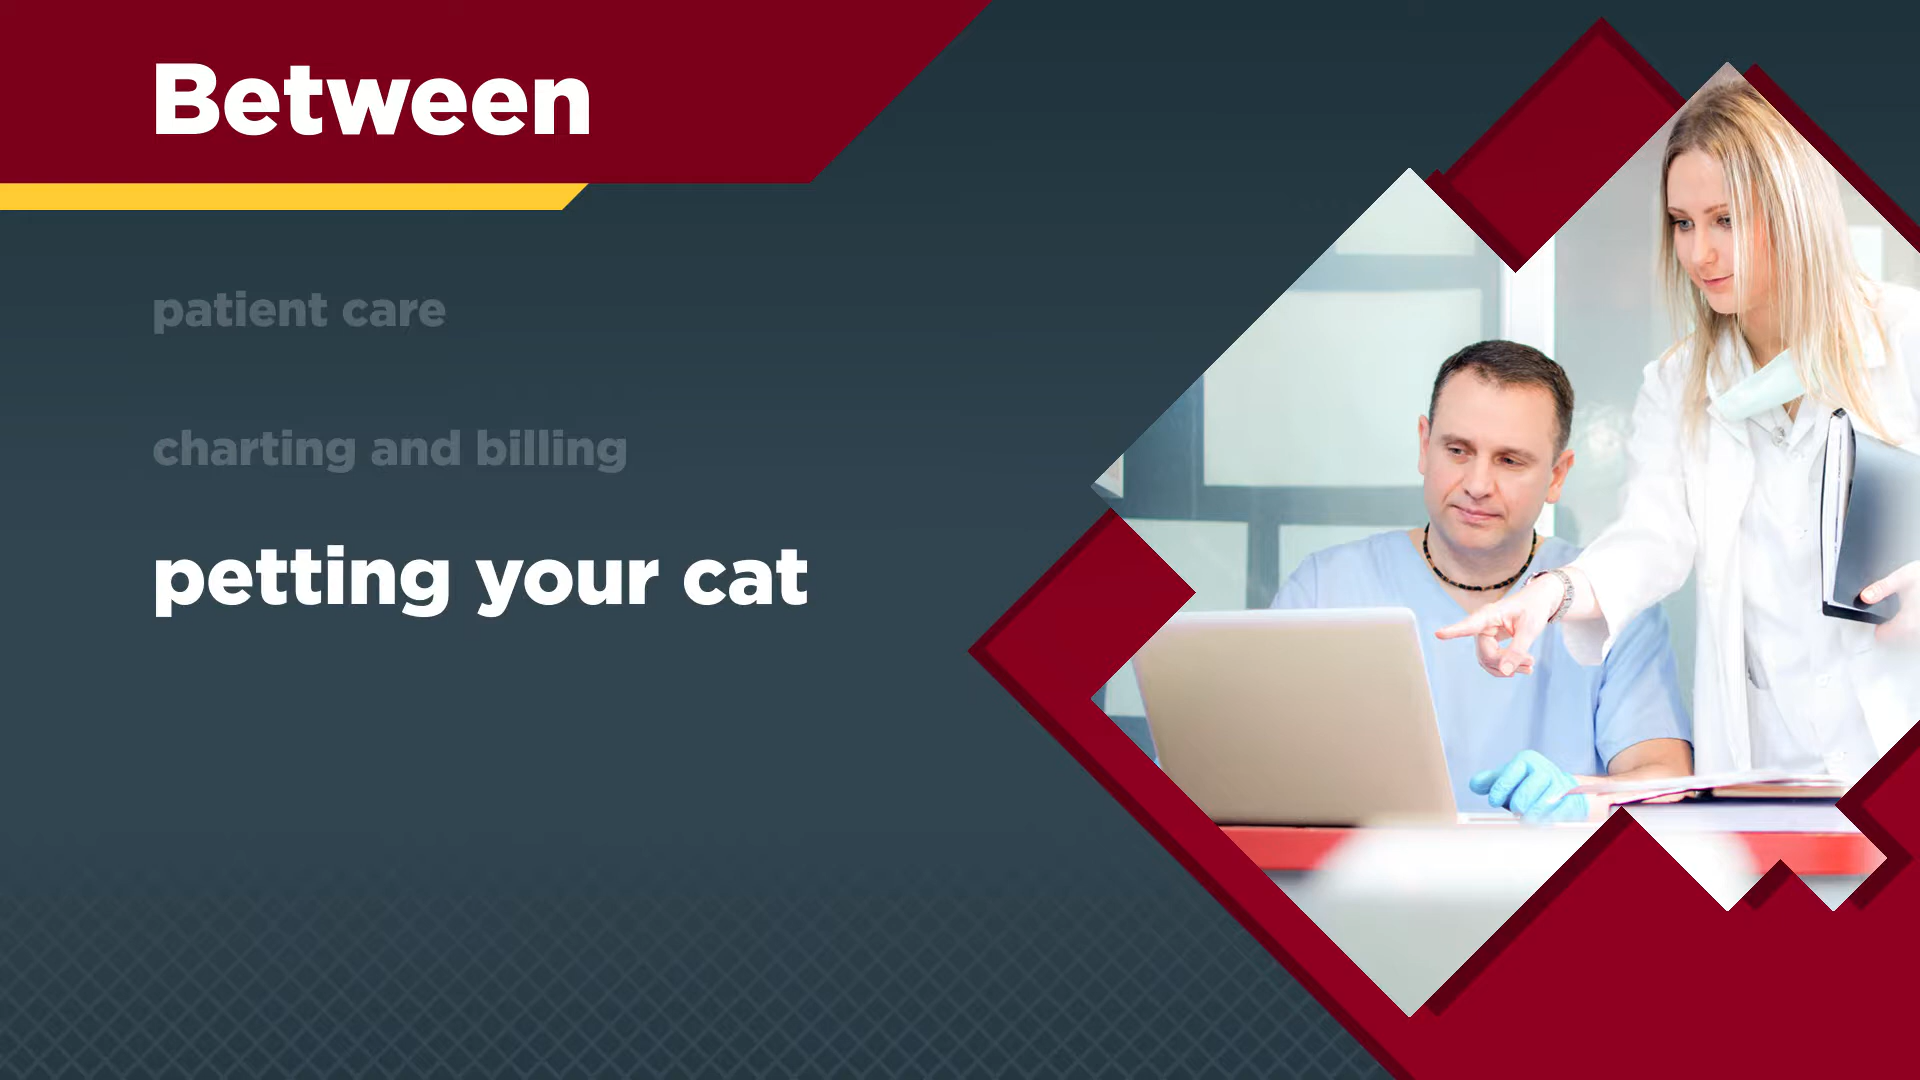 Between
patient care
charting and billing
petting your cat